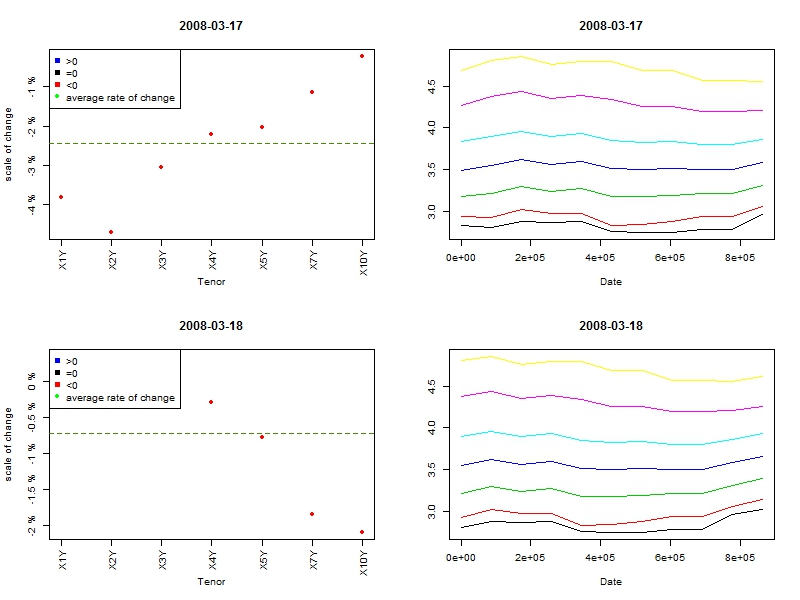 2008-03-17
>0
=0
<0
average rate of change
-1 %
-2 %
-3 %
-4 %
scale of change
X1Y
X2Y
X3Y
X4Y
X5Y
X7Y
X10Y
Tenor
2008-03-17
4.5
4.0
3.5
3.0
0e+00
2e+05
4e+05
6e+05
8e+05
Date
2008-03-18
>0
=0
<0
average rate of change
0 %
-0.5 %
-1 %
-1.5 %
-2 %
scale of change
X1Y
X2Y
X3Y
X4Y
X5Y
X7Y
X10Y
Tenor
2008-03-18
4.5
4.0
3.5
3.0
0e+00
2e+05
4e+05
6e+05
8e+05
Date